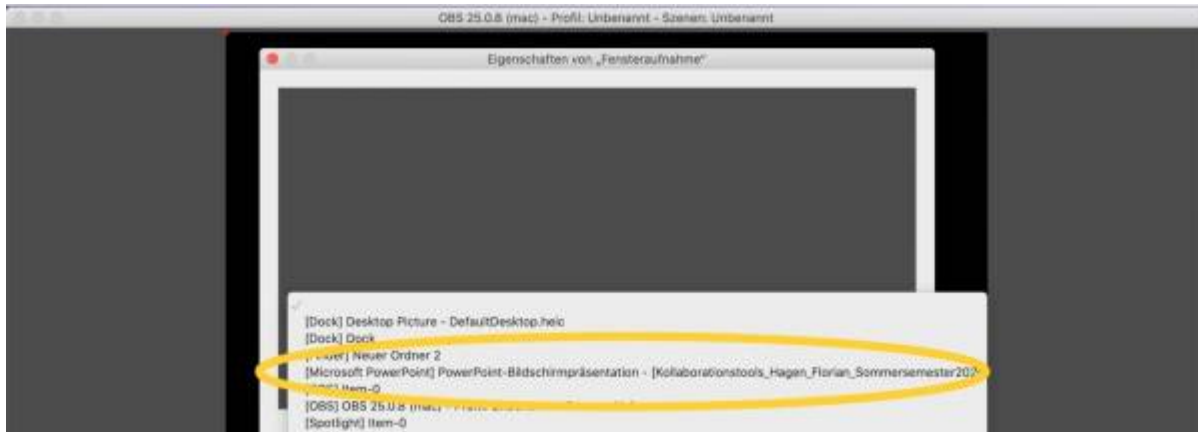 OBS 25.0.8 (mac) - Profil: Unbenannt - Szenen: Unbenannt
Eigenschaften von „Fensteraufnahme“
[Dock] Desktop Picture - DefaultDesktop.heic
[Dock] Dock
[Finder] Neuer Ordner 2
[Microsoft PowerPoint] PowerPoint-Bildschirmpräsentation - [Kollaborationstools_Hagen_Florian_Sommersemester202
[OBS] Item-0
[OBS] OBS 25.0.8 (mac) -
[Spotlight] Item-0